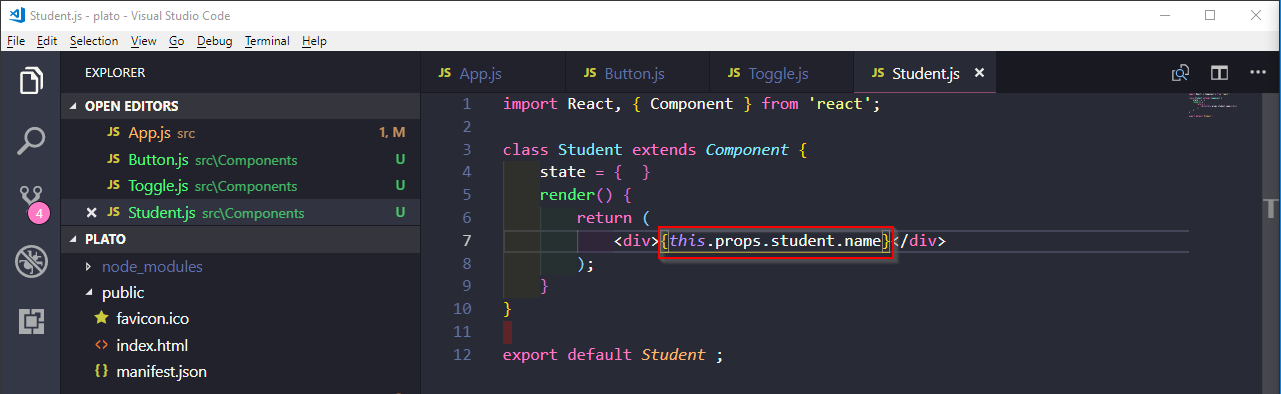 Student.js - plato - Visual Studio Code
File Edit Selection View Go Debug Terminal Help
EXPLORER
OPEN EDITORS
JS App.js src 1, M
JS Button.js src\Components U
JS Toggle.js src\Components U
JS Student.js src\Components U
4
PLATO
node_modules
public
favicon.ico
index.html
manifest.json
JS App.js JS Button.js JS Toggle.js JS Student.js
1 import React, { Component } from 'react';
2
3 class Student extends Component {
4 state = {  }
5 render() {
6 return (
7 <div>{this.props.student.name}</div>
8 );
9 }
10 }
11
12 export default Student ;